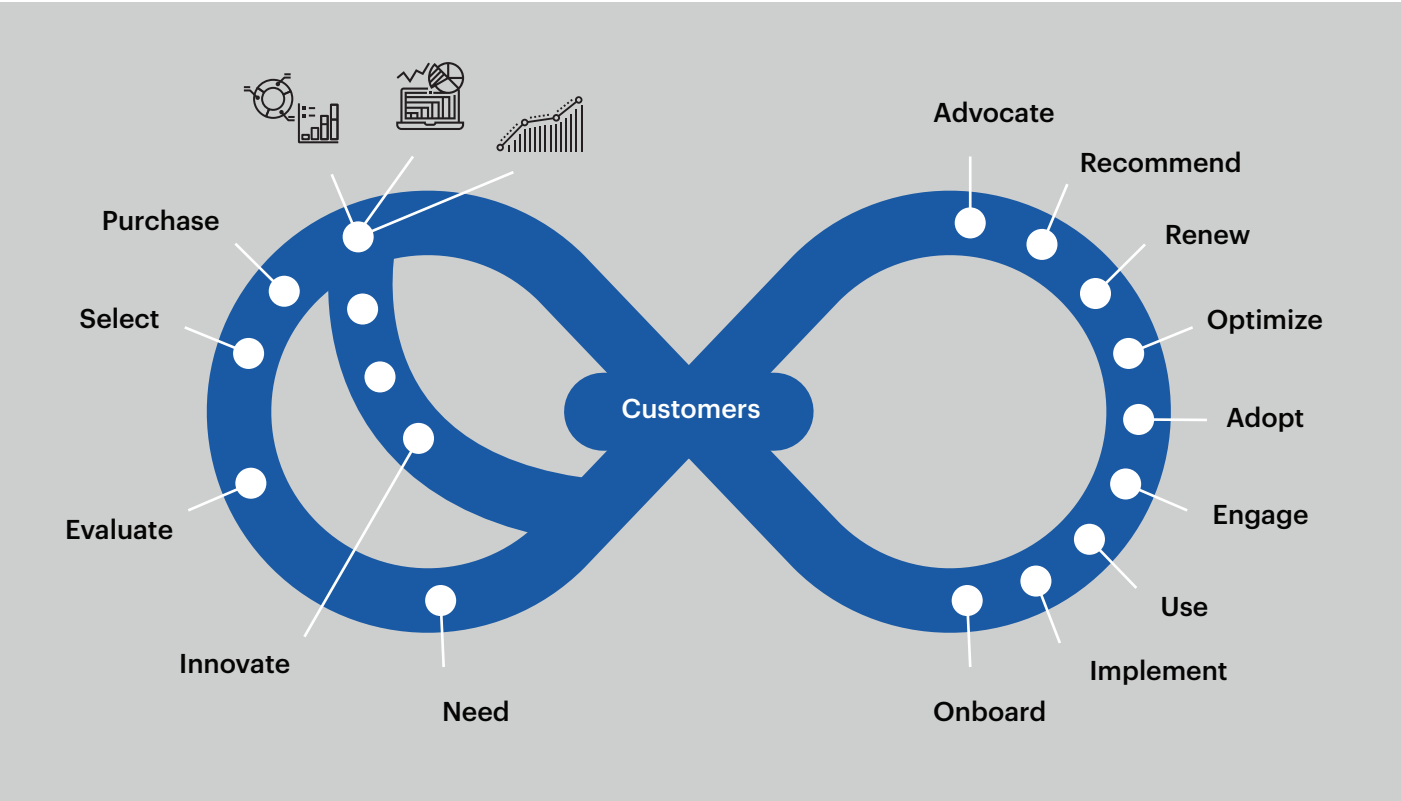 Advocate
Recommend
Purchase
Renew
Select
Optimize
Customers
Adopt
Evaluate
Engage
Use
Innovate
Implement
Need
Onboard